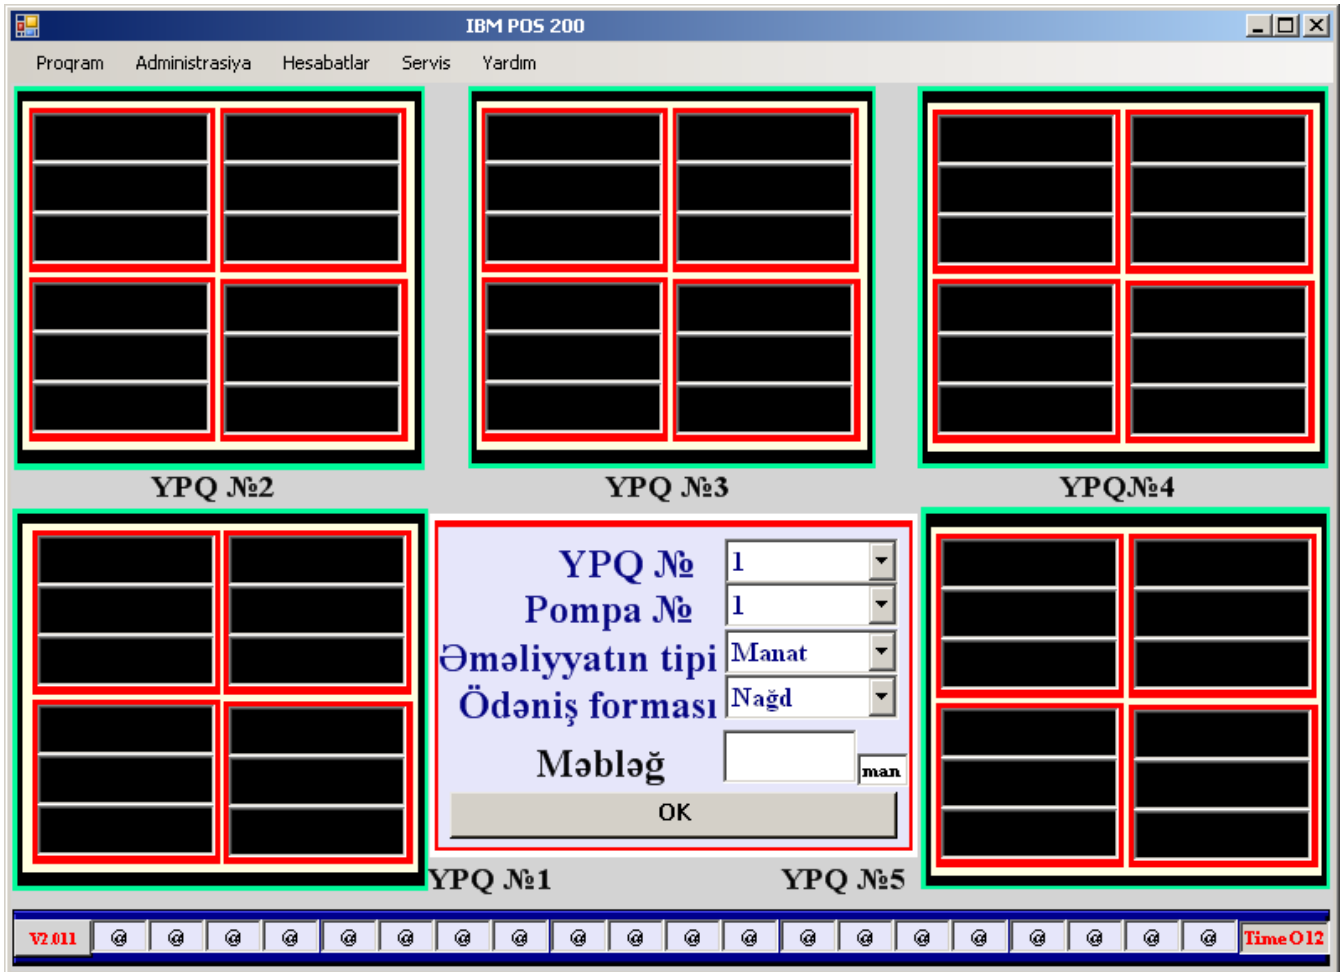 IBM POS 200
Proqram Administrasiya Hesabatlar Servis Yardım
YPQ №2 YPQ №3 YPQ№4
YPQ № 1
Pompa № 1
Əməliyyatın tipi Manat
Ödəniş forması Nağd
Məbləğ man
OK
YPQ №1 YPQ №5
V2.011 @ @ @ @ @ @ @ @ @ @ @ @ @ @ @ @ @ @ @ @ Time O12